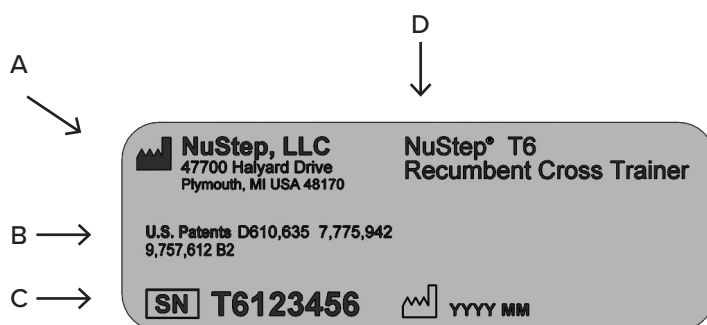 D
A
NuStep, LLC
47700 Halyard Drive
Plymouth, MI USA 48170
NuStep® T6
Recumbent Cross Trainer
B
U.S. Patents D610,635 7,775,942
9,757,612 B2
C
SN T6123456
YYYY MM